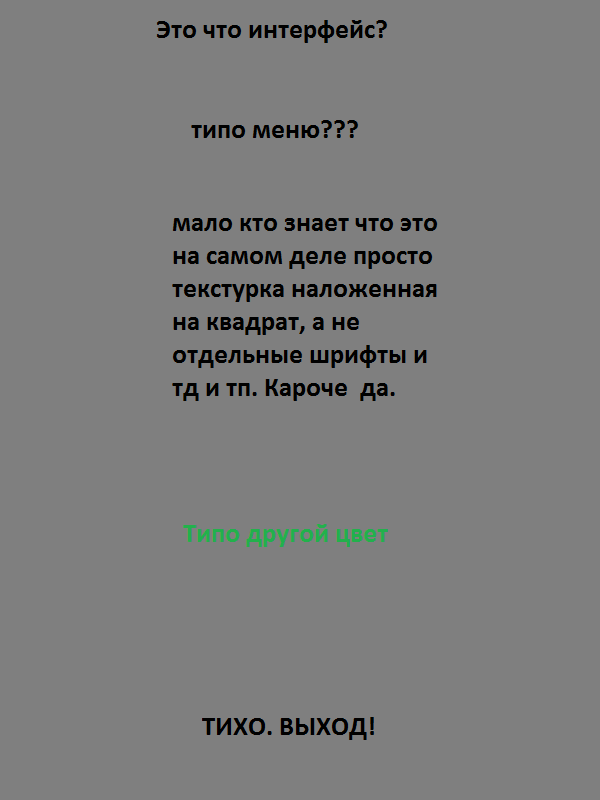 Это что интерфейс?
типо меню???
мало кто знает что это
на самом деле просто
текстурка наложенная
на квадрат, а не
отдельные шрифты и
тд и тп. Кароче  да.
Типо другой цвет
ТИХО. ВЫХОД!